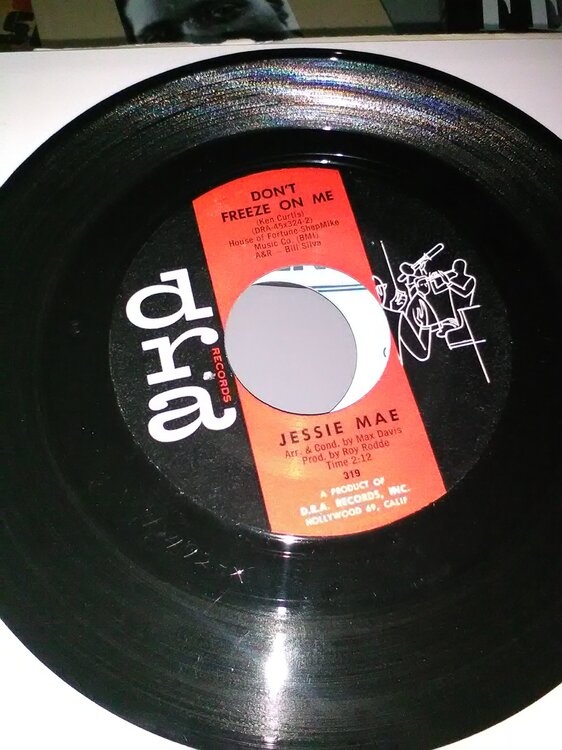 DON'T
FREEZE ON ME
(Ken Curtis)
(DRA-45x324-2)
House of Fortune-ShepMike
Music Co (BMI)
A&R - Bill Silva
dra
RECORDS
JESSIE MAE
Arr. & Cond. by Max Davis
Prod. by Roy Rodde
Time 2:12
319
A PRODUCT OF
D.R.A. RECORDS, INC.
HOLLYWOOD 69, CALIF